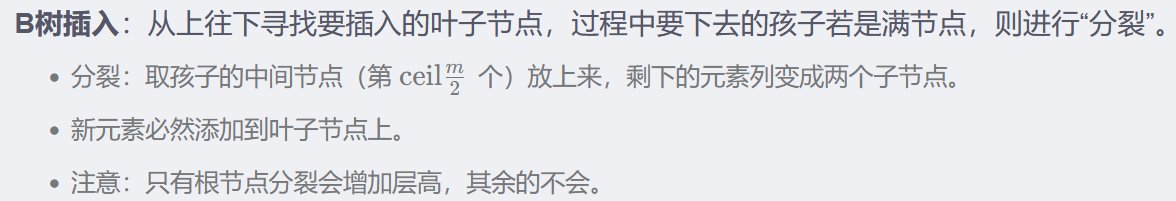 B树插入：从上往下寻找要插入的叶子节点，过程中要下去的孩子若是满节点，则进行“分裂”。
• 分裂：取孩子的中间节点（第 ceil m/2 个）放上来，剩下的元素列变成两个子节点。
• 新元素必然添加到叶子节点上。
• 注意：只有根节点分裂会增加层高，其余的不会。